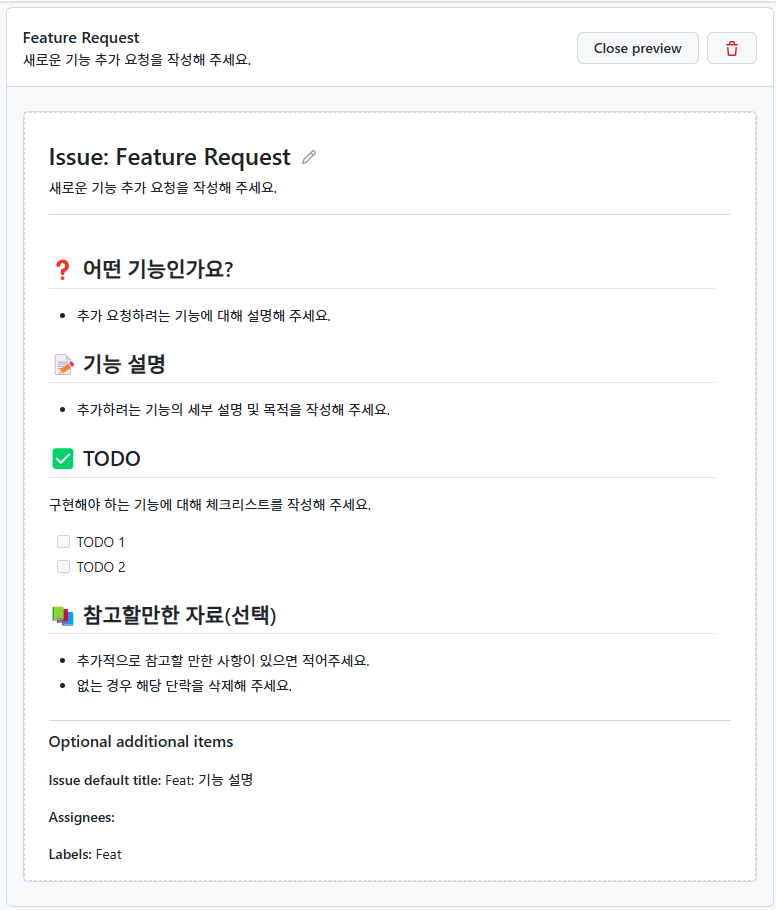 Feature Request
새로운 기능 추가 요청을 작성해 주세요.
Close preview
Issue: Feature Request
새로운 기능 추가 요청을 작성해 주세요.
❓ 어떤 기능인가요?
• 추가 요청하려는 기능에 대해 설명해 주세요.
📝 기능 설명
• 추가하려는 기능의 세부 설명 및 목적을 작성해 주세요.
✅ TODO
구현해야 하는 기능에 대해 체크리스트를 작성해 주세요.
TODO 1
TODO 2
📚 참고할만한 자료(선택)
• 추가적으로 참고할 만한 사항이 있으면 적어주세요.
• 없는 경우 해당 단락을 삭제해 주세요.
Optional additional items
Issue default title: Feat: 기능 설명
Assignees:
Labels: Feat